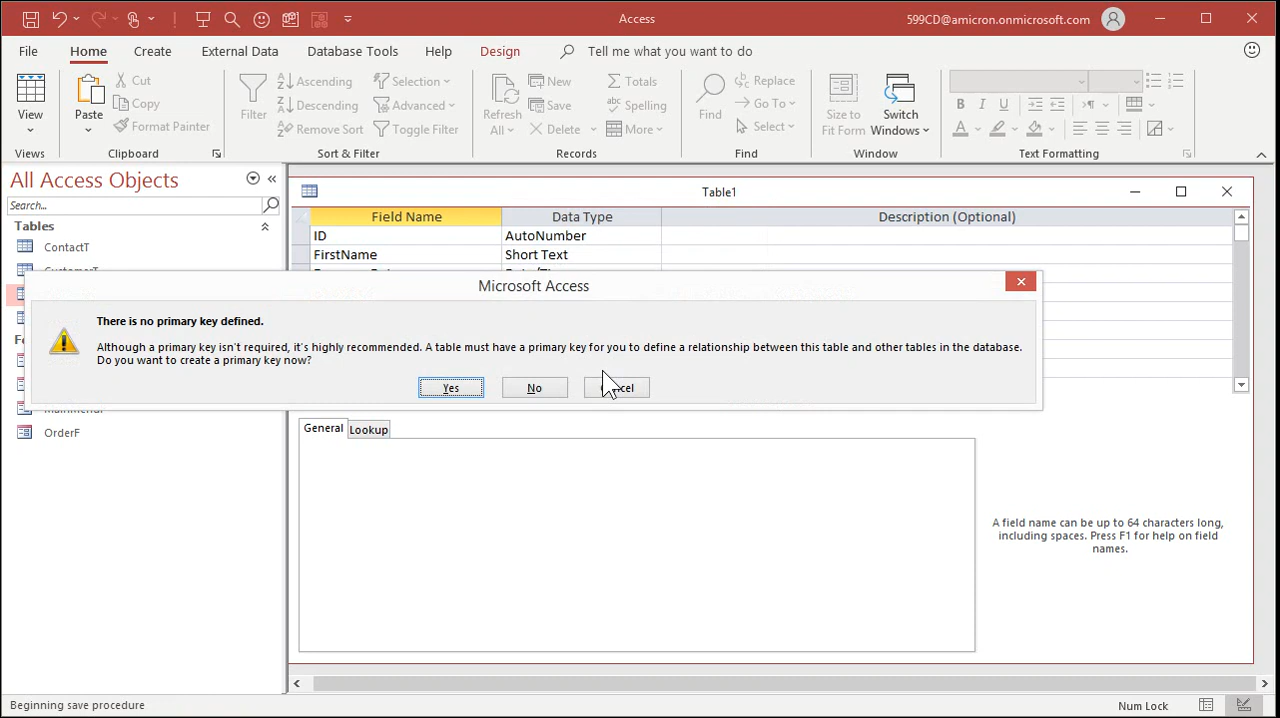 Access
599CD@amicron.onmicrosoft.com
File Home Create External Data Database Tools Help Design Tell me what you want to do
View
Views
Paste
Cut
Copy
Format Painter
Clipboard
Filter
Ascending
Descending
Remove Sort
Selection
Advanced
Toggle Filter
Sort & Filter
Refresh
All
New
Save
Delete
Totals
Spelling
More
Records
Find
Replace
Go To
Select
Find
Size to
Fit Form
Switch
Windows
Window
B I U
A
Text Formatting
All Access Objects
Search...
Tables
ContactT
CustomerT
OrderF
Table1
Field Name Data Type Description (Optional)
ID AutoNumber
FirstName Short Text
Microsoft Access
There is no primary key defined.
Although a primary key isn't required, it's highly recommended. A table must have a primary key for you to define a relationship between this table and other tables in the database.
Do you want to create a primary key now?
Yes No
General Lookup
A field name can be up to 64 characters long,
including spaces. Press F1 for help on field
names.
Beginning save procedure
Num Lock